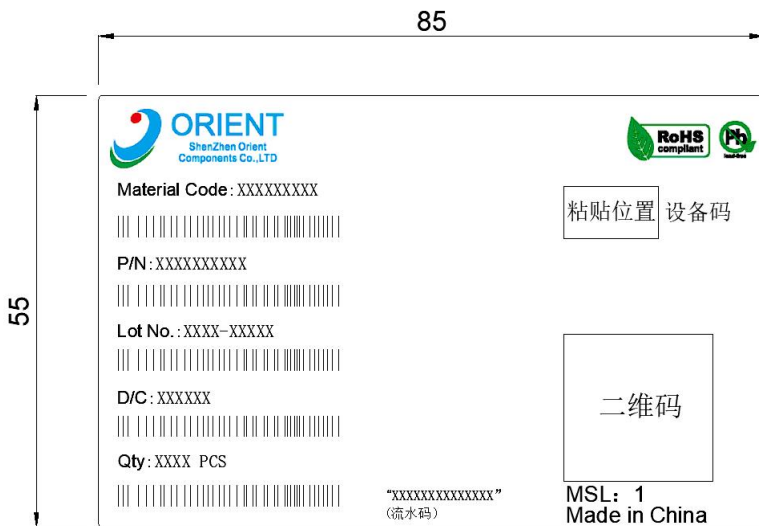 85
55
ORIENT
ShenZhen Orient
Components Co.,LTD
RoHS
compliant
Pb
lead-free
Material Code: XXXXXXXXX
粘贴位置 设备码
P/N: XXXXXXXXXX
Lot No.: XXXX-XXXXX
二维码
D/C: XXXXXX
Qty: XXXX PCS
"XXXXXXXXXXXXXX"
(流水码)
MSL: 1
Made in China